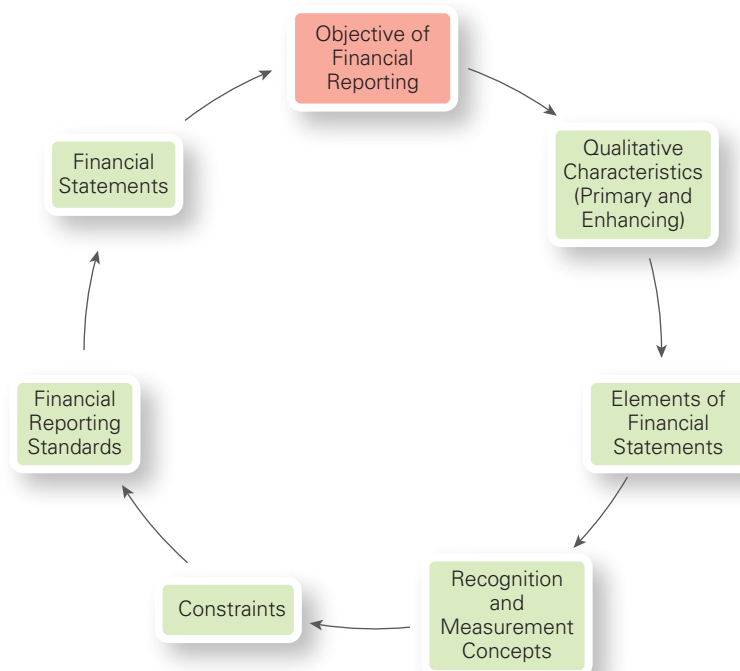 Objective of
Financial
Reporting
Qualitative
Characteristics
(Primary and
Enhancing)
Elements of
Financial
Statements
Recognition
and
Measurement
Concepts
Constraints
Financial
Reporting
Standards
Financial
Statements